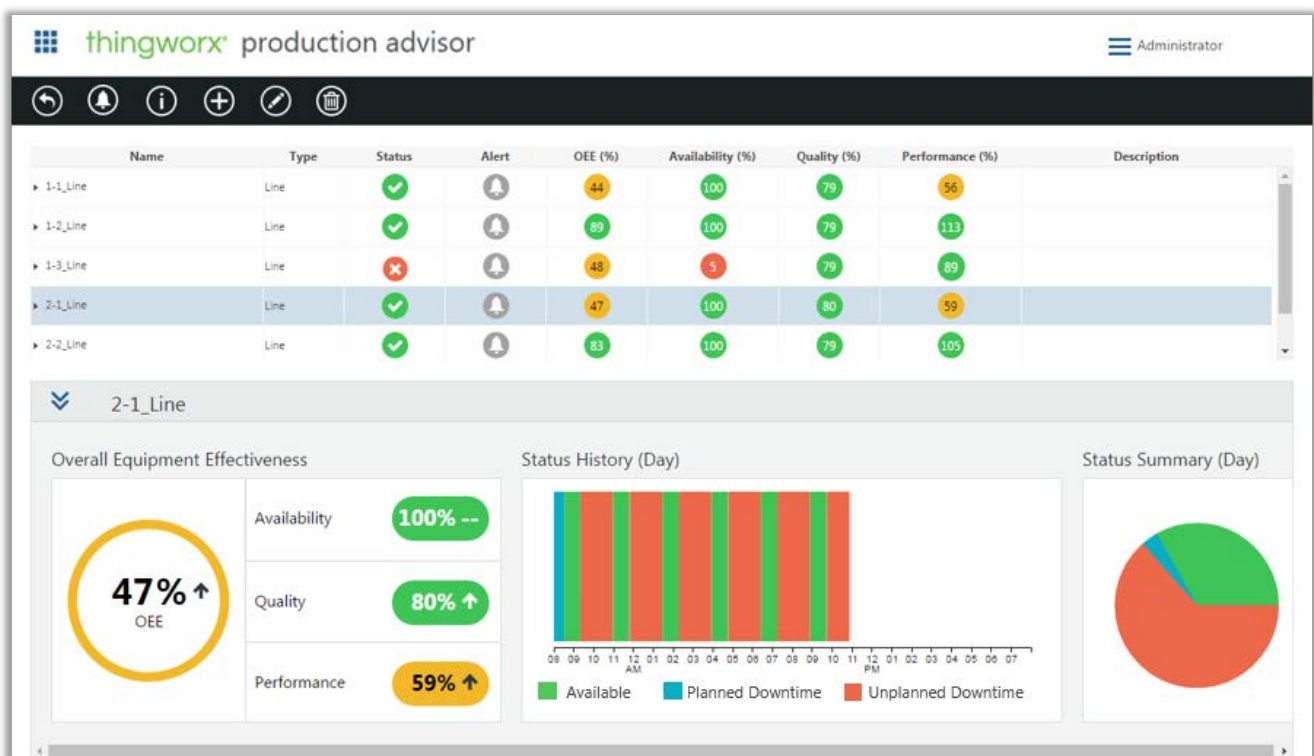 thingworx production advisor
Administrator
Name Type Status Alert OEE (%) Availability (%) Quality (%) Performance (%) Description
1-1_Line Line 44 100 79 56
1-2_Line Line 89 100 79 113
1-3_Line Line 48 5 79 89
2-1_Line Line 47 100 80 59
2-2_Line Line 83 100 79 105
2-1_Line
Overall Equipment Effectiveness
47%
OEE
Availability 100% --
Quality 80%
Performance 59%
Status History (Day)
08 09 10 11 12 01 02 03 04 05 06 07 08 09 10 11 12 01 02 03 04 05 06 07
AM PM
Available Planned Downtime Unplanned Downtime
Status Summary (Day)